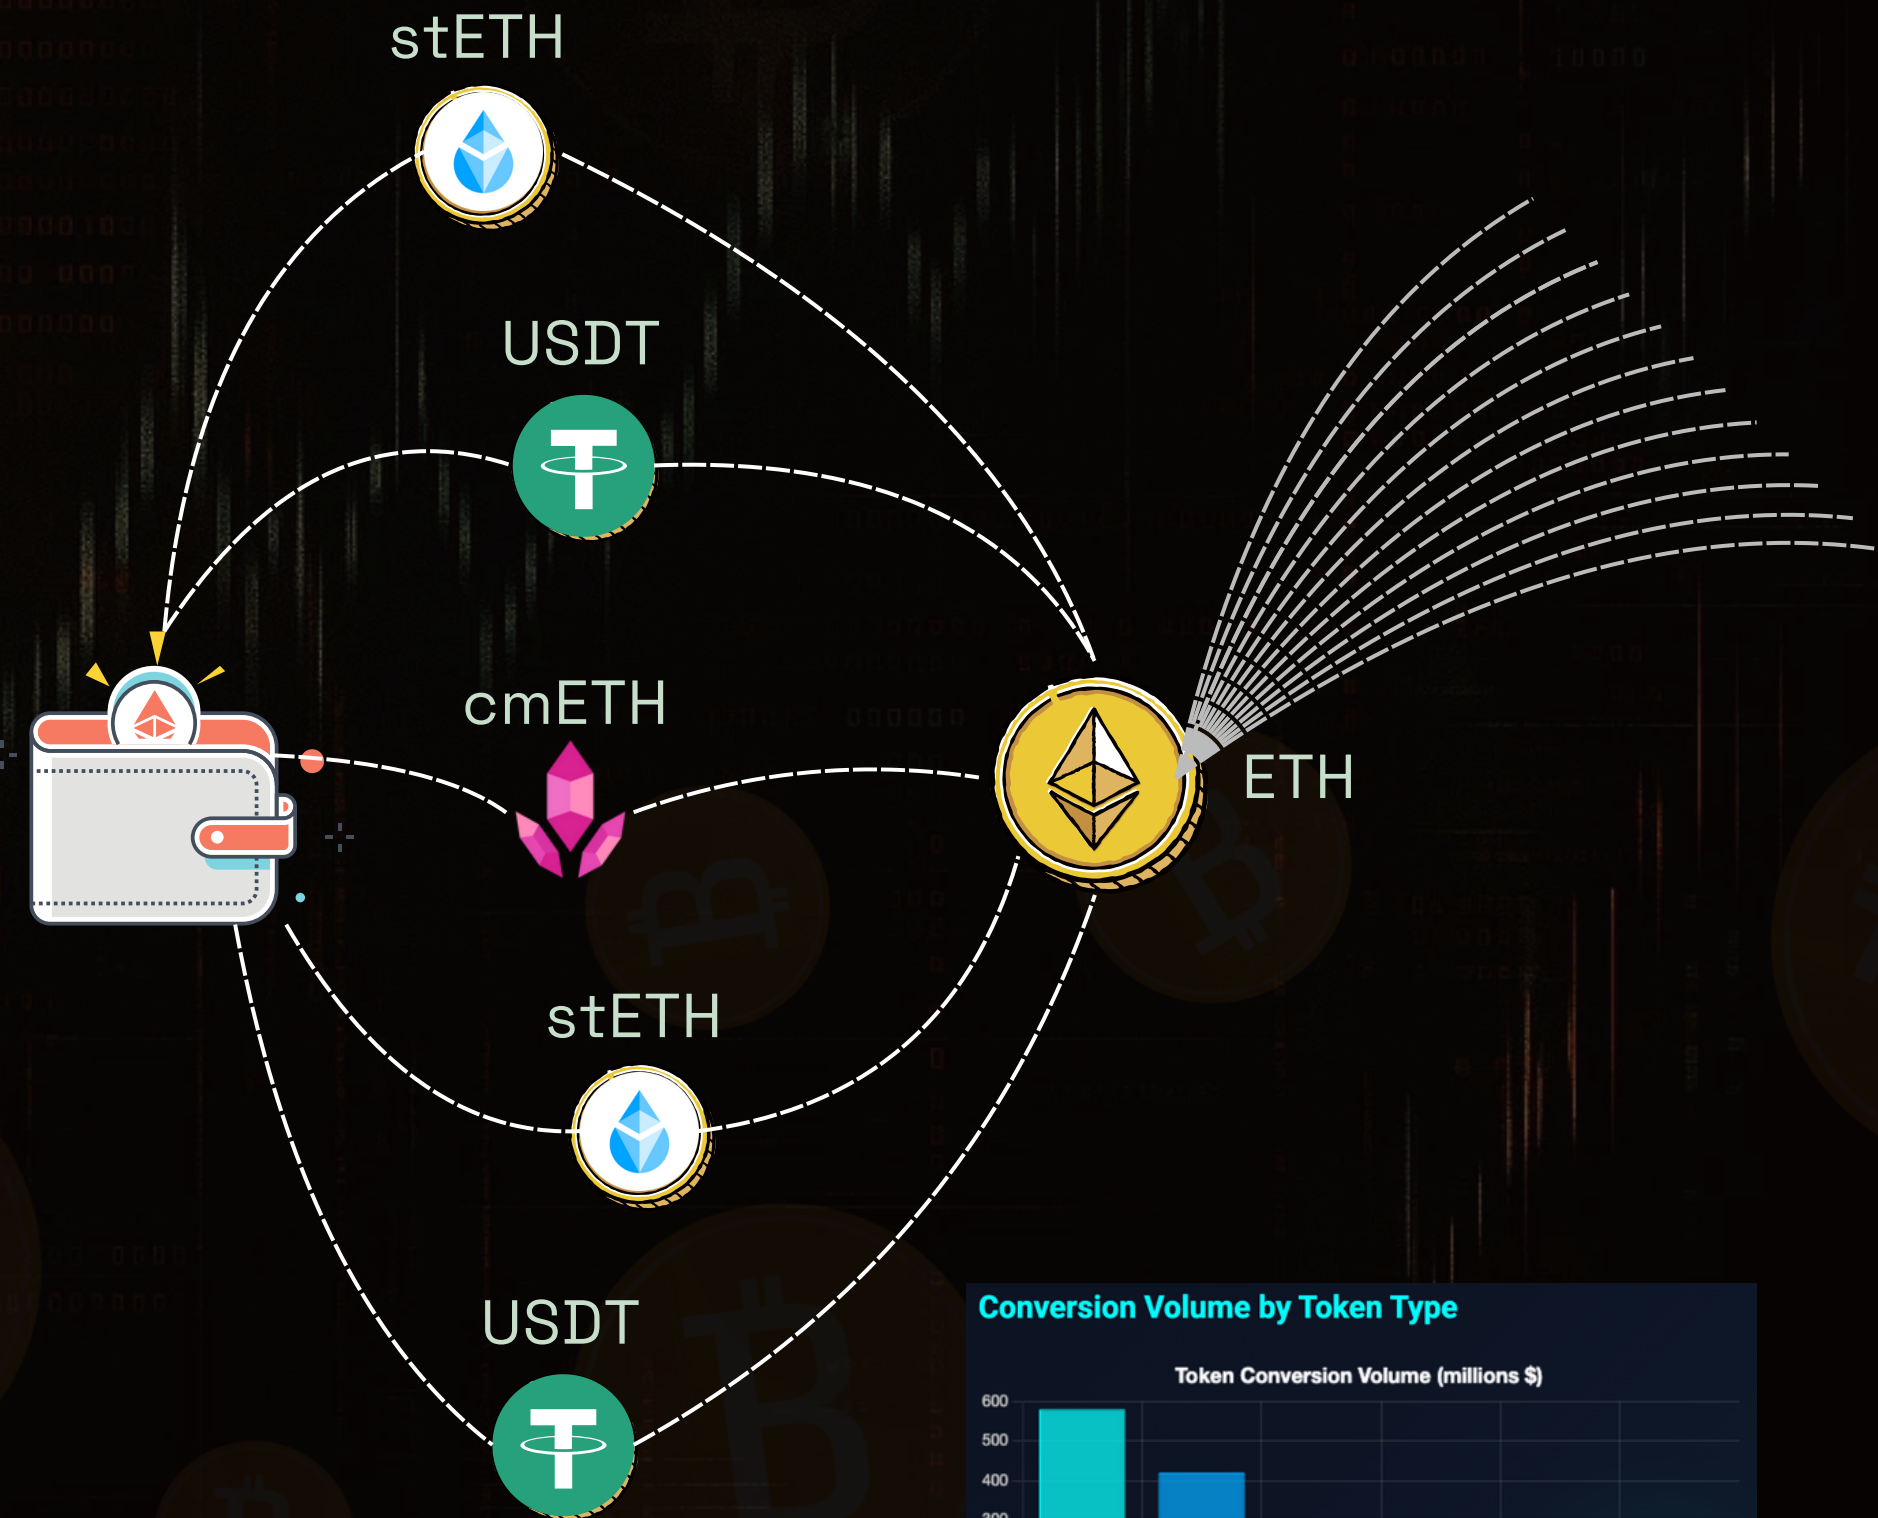 stETH
USDT
cmETH
ETH
stETH
USDT
Conversion Volume by Token Type
Token Conversion Volume (millions $)
600
500
400